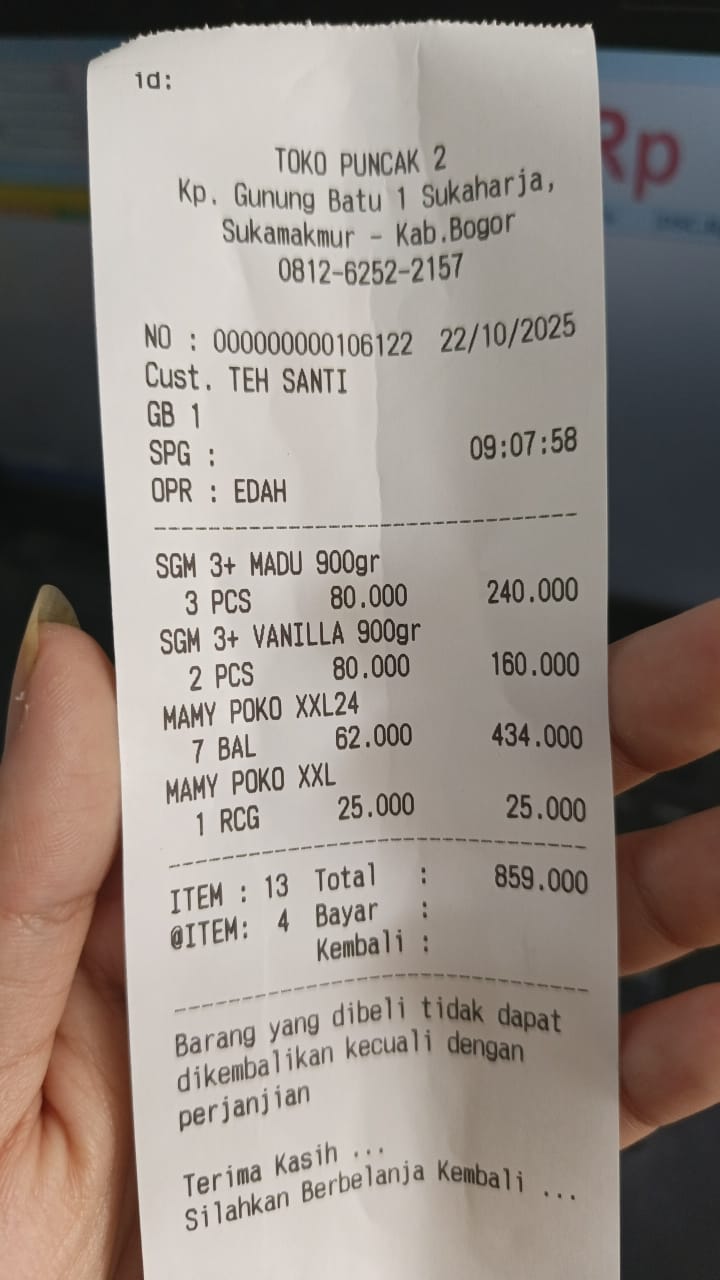 id:
TOKO PUNCAK 2
Kp. Gunung Batu 1 Sukaharja,
Sukamakmur - Kab.Bogor
0812-6252-2157
NO : 000000000106122 22/10/2025
Cust. TEH SANTI
GB 1
SPG : 09:07:58
OPR : EDAH
SGM 3+ MADU 900gr
3 PCS 80.000 240.000
SGM 3+ VANILLA 900gr
2 PCS 80.000 160.000
MAMY POKO XXL24
7 BAL 62.000 434.000
MAMY POKO XXL
1 RCG 25.000 25.000
ITEM : 13 Total : 859.000
@ITEM: 4 Bayar :
Kembali :
Barang yang dibeli tidak dapat
dikembalikan kecuali dengan
perjanjian
Terima Kasih ...
Silahkan Berbelanja Kembali ...
Rp